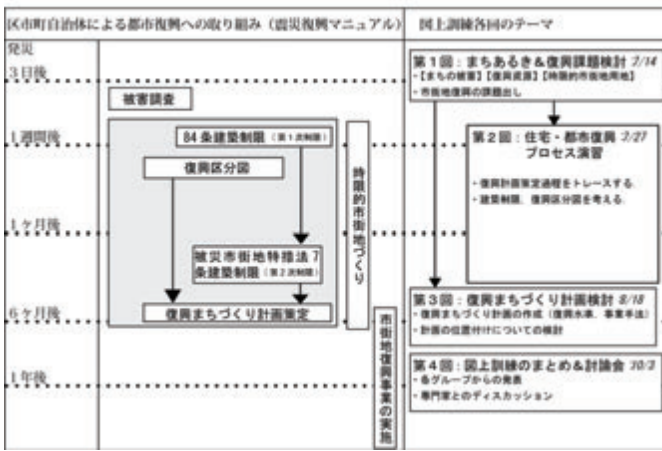 区市町自治体による都市復興への取り組み（震災復興マニュアル）
図上訓練各回のテーマ
発災
3日後
1週間後
1ヶ月後
6ヶ月後
1年後
被害調査
84条建築制限（第1次制限）
復興区分図
被災市街地特措法7
条建築制限（第2次制限）
復興まちづくり計画策定
時限的市街地づくり
市街地復興事業の実施
第1回：まちあるき＆復興課題検討 7/14
・【まちの被害】【復興資源】【時限的市街地用地】
・市街地復興の課題出し
第2回：住宅・都市復興 7/27
プロセス演習
・復興計画策定過程をトレースする
・建築制限、復興区分図を考える
第3回：復興まちづくり計画検討 8/18
・復興まちづくり計画の作成（復興水準、事業手法）
・計画の位置付けについての検討
第4回：図上訓練のまとめ＆討論会
・各グループからの発表
・専門家とのディスカッション